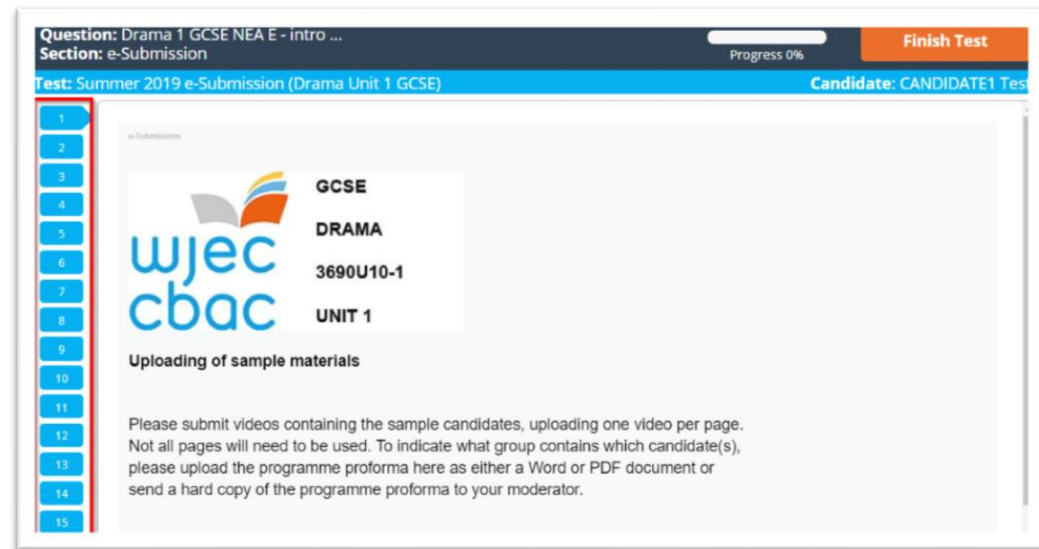 Question: Drama 1 GCSE NEA E - intro ...
Section: e-Submission
Progress 0%
Finish Test
Test: Summer 2019 e-Submission (Drama Unit 1 GCSE)
Candidate: CANDIDATE1 Test
1
2
3
4
5
6
7
8
9
10
11
12
13
14
15
e-Submissions
wjec
cbac
GCSE
DRAMA
3690U10-1
UNIT 1
Uploading of sample materials
Please submit videos containing the sample candidates, uploading one video per page.
Not all pages will need to be used. To indicate what group contains which candidate(s),
please upload the programme proforma here as either a Word or PDF document or
send a hard copy of the programme proforma to your moderator.